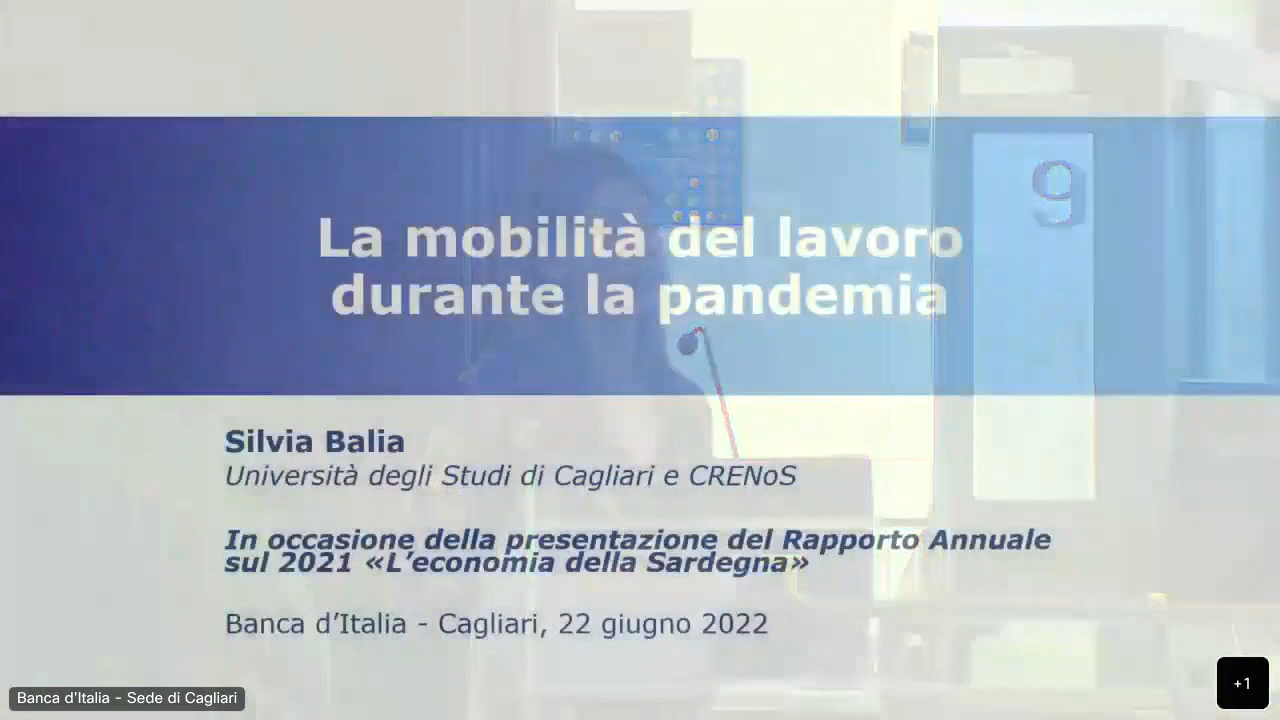 9
La mobilità del lavoro
durante la pandemia
Silvia Balia
Università degli Studi di Cagliari e CRENoS
In occasione della presentazione del Rapporto Annuale
sul 2021 «L’economia della Sardegna»
Banca d’Italia - Cagliari, 22 giugno 2022
Banca d'Italia - Sede di Cagliari
+1